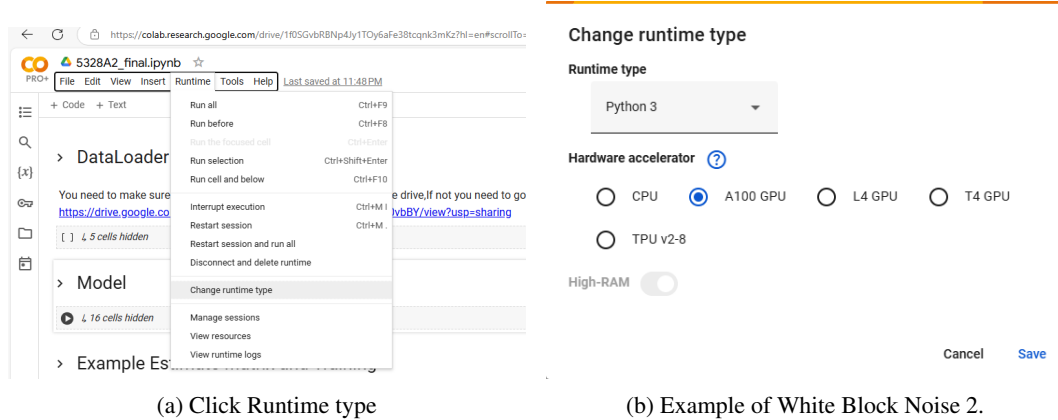 https://colab.research.google.com/drive/1f0SGvbRBNp4Jy1TOy6aFe38tcqnk3mKz?hl=en#scrollTo=
PRO+
5328A2_final.ipynb
File Edit View Insert Runtime Tools Help Last saved at 11:48 PM
+ Code + Text
Run all Ctrl+F9
Run before Ctrl+F8
Run the focused cell Ctrl+Enter
Run selection Ctrl+Shift+Enter
Run cell and below Ctrl+F10
Interrupt execution Ctrl+M I
Restart session Ctrl+M .
Restart session and run all
Disconnect and delete runtime
Change runtime type
Manage sessions
View resources
View runtime logs
{x}
DataLoader
You need to make sure e drive,If not you need to go
https://drive.google.co vbBY/view?usp=sharing
[ ] ↳ 5 cells hidden
Model
↳ 16 cells hidden
Example Es
(a) Click Runtime type
Change runtime type
Runtime type
Python 3
Hardware accelerator ?
CPU A100 GPU L4 GPU T4 GPU
TPU v2-8
High-RAM
Cancel Save
(b) Example of White Block Noise 2.